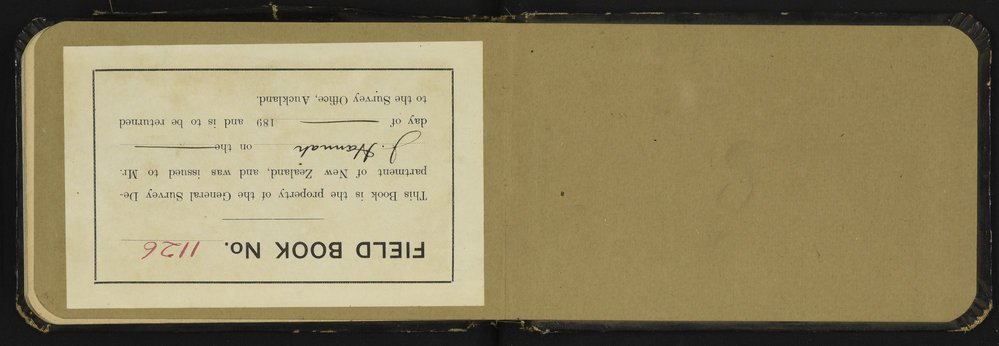 FIELD BOOK No. 1126
This Book is the property of the General Survey De-
partment of New Zealand, and was issued to Mr.
J. Hannah on the
day of 189 and is to be returned
to the Survey Office, Auckland.